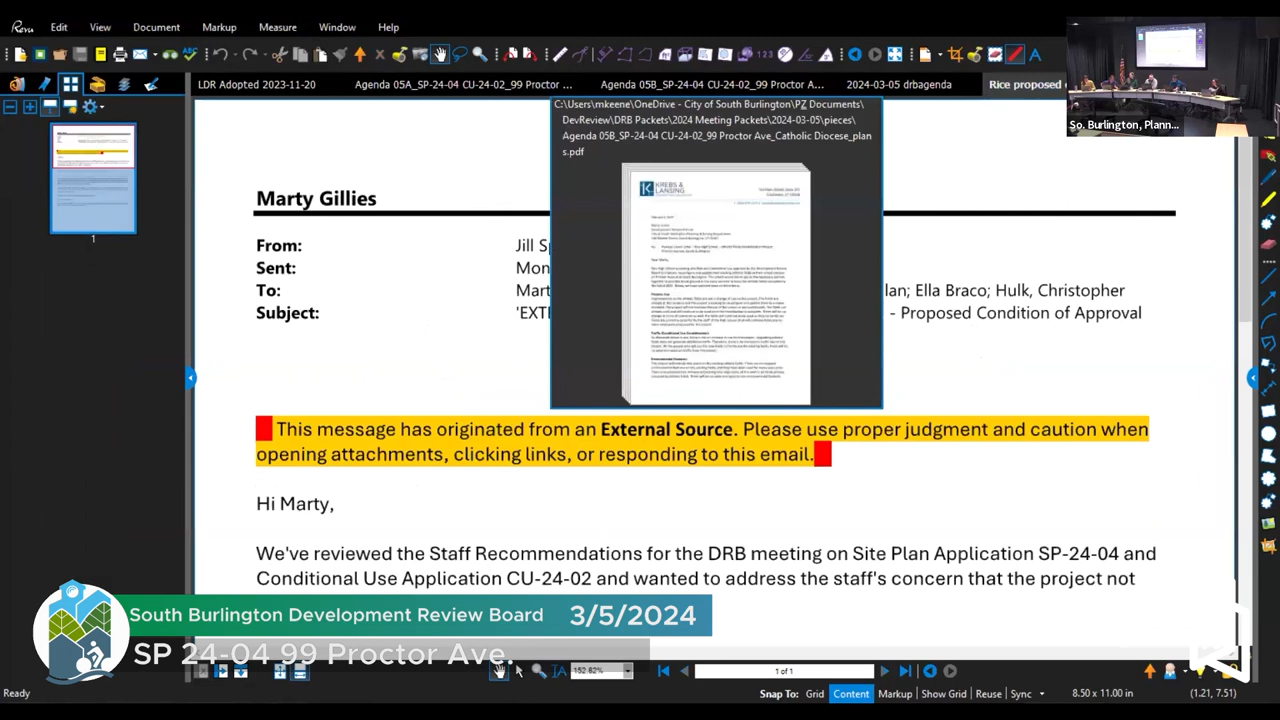 Revu Edit View Document Markup Measure Window Help
LDR Adopted 2023-11-20 Agenda 05A_SP-24-04 CU-24-02_99 Proctor ... Agenda 05B_SP-24-04 CU-24-02_99 Proctor A... 2024-03-05 drbagenda Rice proposed
C:\Users\mkeene\OneDrive - City of South Burlington\PZ Documents\
DevReview\DRB Packets\2024 Meeting Packets\2024-03-05\pieces\
Agenda 05B_SP-24-04 CU-24-02_99 Proctor Ave_Catholic Diocese_plan
s.pdf
So. Burlington, Plann...
KREBS &
LANSING
1
Marty Gillies
From: Jill Sp
Sent: Mon
To: Mart lan; Ella Braco; Hulk, Christopher
Subject: 'EXT - Proposed Condition of Approval
This message has originated from an External Source. Please use proper judgment and caution when
opening attachments, clicking links, or responding to this email.
Hi Marty,
We've reviewed the Staff Recommendations for the DRB meeting on Site Plan Application SP-24-04 and
Conditional Use Application CU-24-02 and wanted to address the staff's concern that the project not
South Burlington Development Review Board 3/5/2024
SP 24-04 99 Proctor Ave.
152.82% 1 of 1
Ready Snap To: Grid Content Markup Show Grid Reuse Sync 8.50 x 11.00 in (1.21, 7.51)